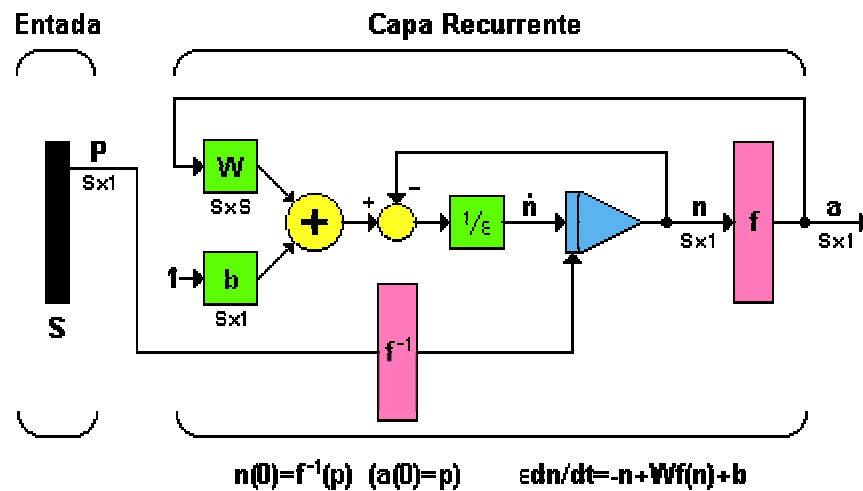 Entada
Capa Recurrente
P
Sx1
W
SxS
+
1
b
Sx1
S
+
−
1/ε
ṅ
n
Sx1
f
a
Sx1
f⁻¹
n(0)=f⁻¹(p) (a(0)=p)
εdn/dt=-n+Wf(n)+b